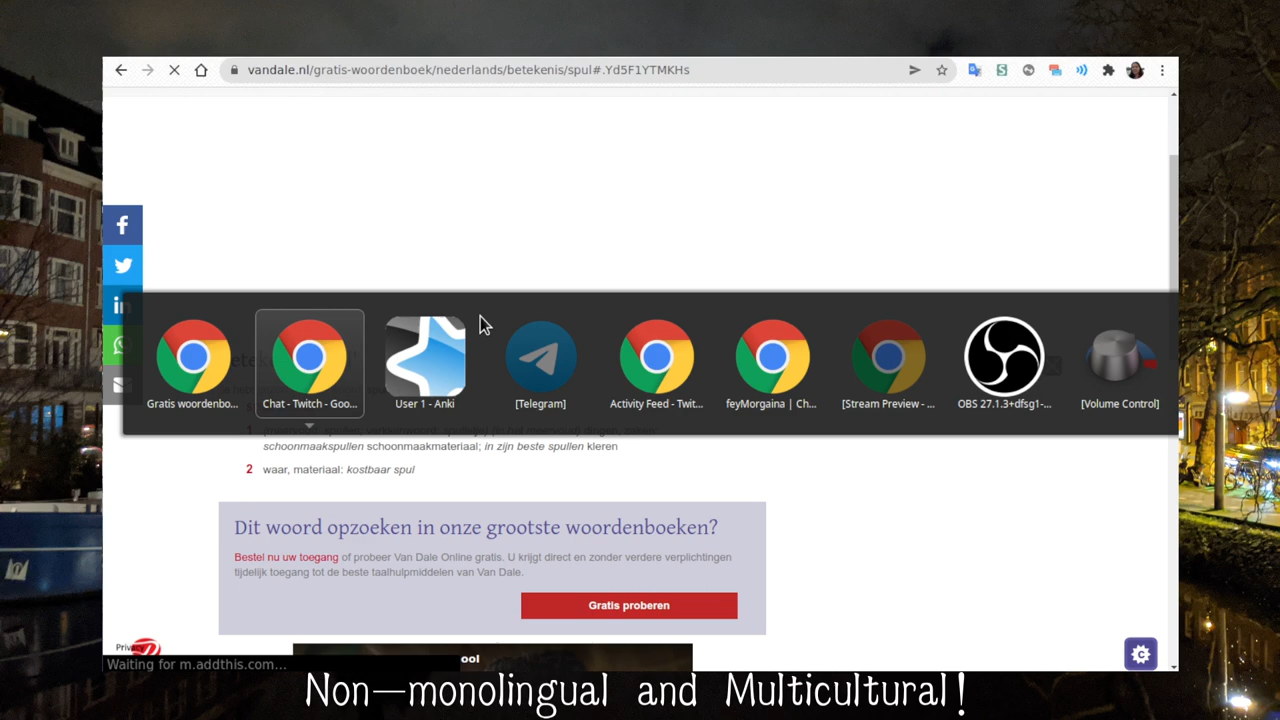 vandale.nl/gratis-woordenboek/nederlands/betekenis/spul#.Yd5F1YTMKHs
Gratis woordenbo...
Chat - Twitch - Goo...
User 1 - Anki
[Telegram]
Activity Feed - Twit...
feyMorgaina | Ch...
[Stream Preview - ...
OBS 27.1.3+dfsg1-...
[Volume Control]
schoonmaakspullen schoonmaakmateriaal; in zijn beste spullen kleren
2 waar, materiaal: kostbaar spul
Dit woord opzoeken in onze grootste woordenboeken?
Bestel nu uw toegang of probeer Van Dale Online gratis. U krijgt direct en zonder verdere verplichtingen
tijdelijk toegang tot de beste taalhulpmiddelen van Van Dale.
Gratis proberen
Priva
ool
Waiting for m.addthis.com...
Non-monolingual and Multicultural!